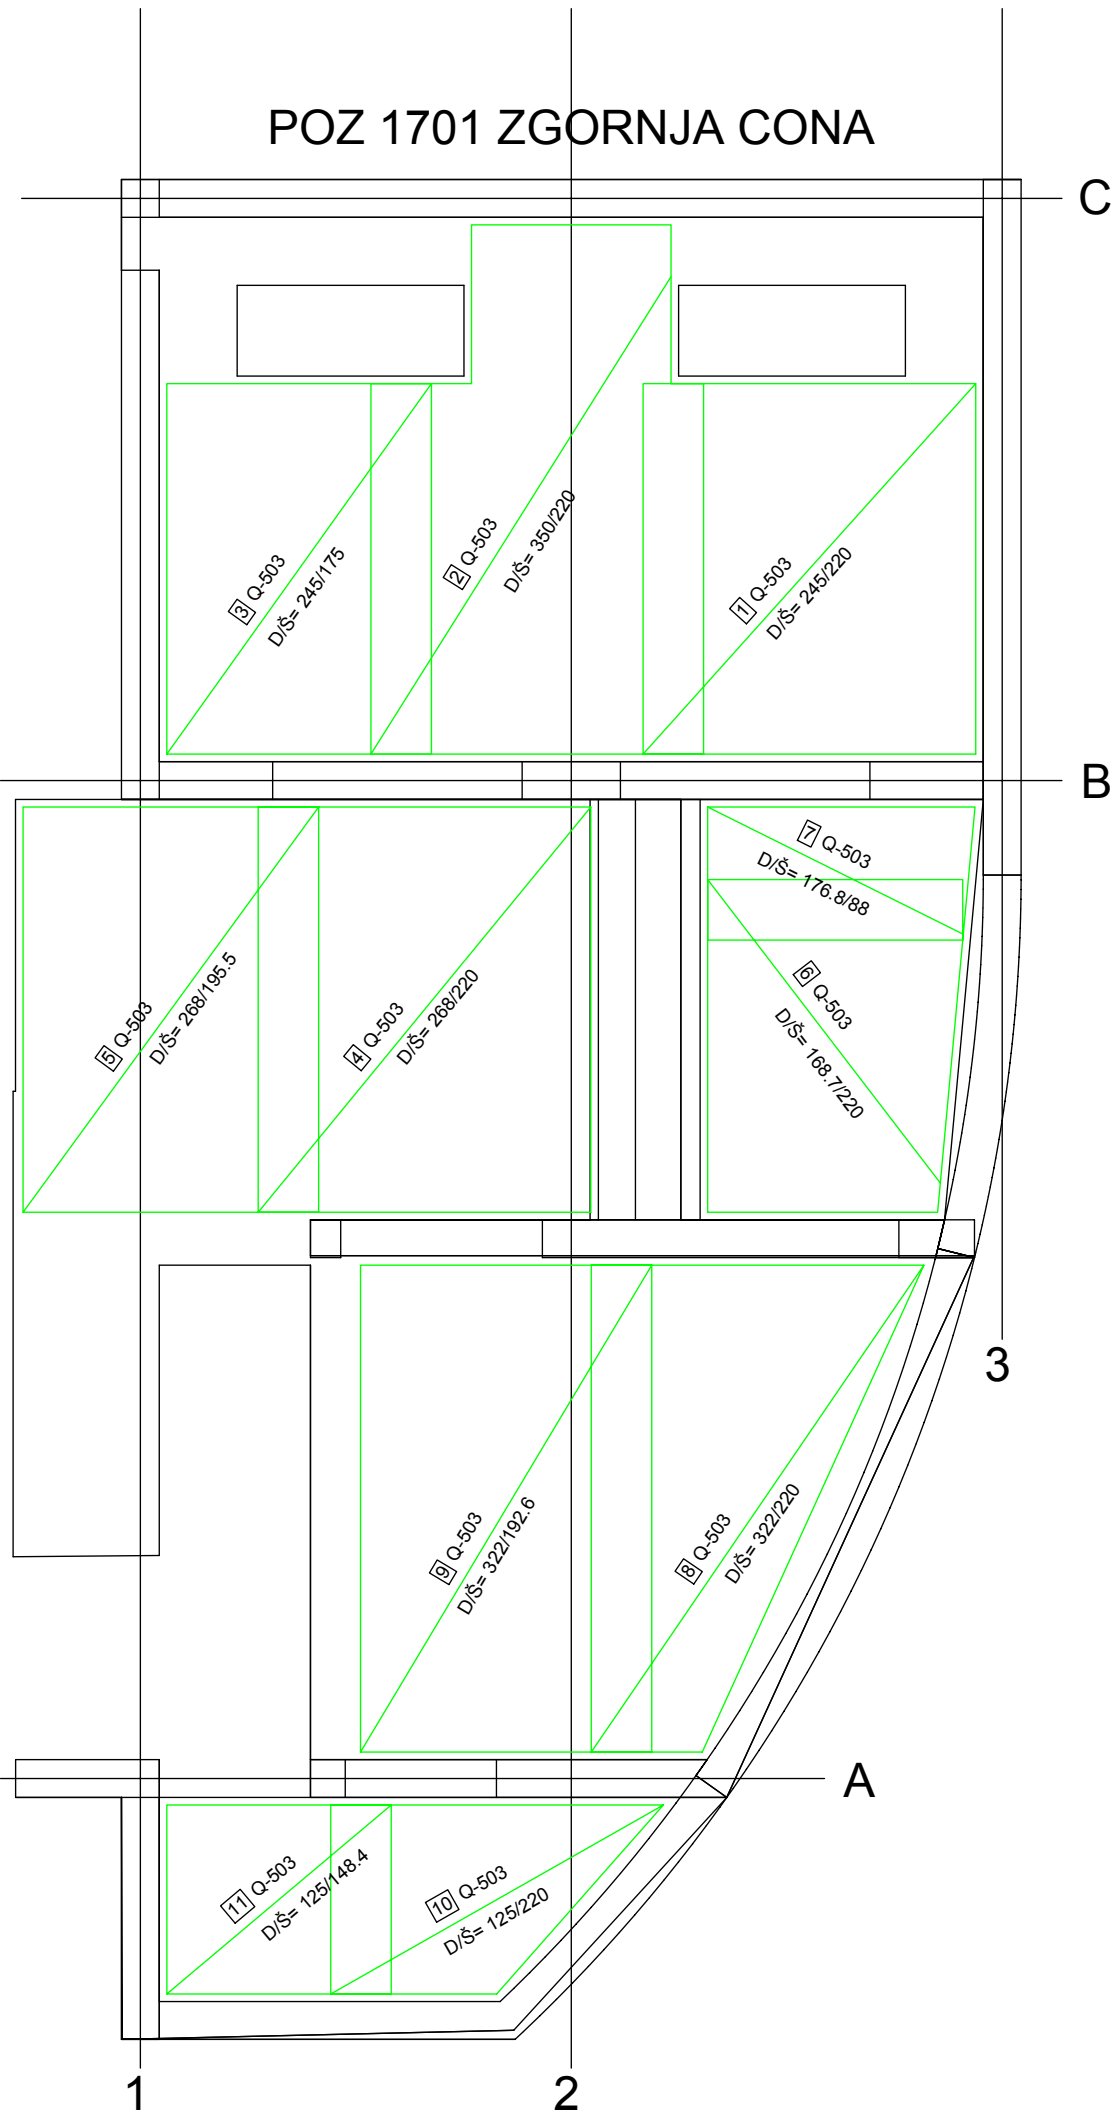 POZ 1701 ZGORNJA CONA
C
3 Q-503
D/Š= 245/175
2 Q-503
D/Š= 350/220
1 Q-503
D/Š= 245/220
B
7 Q-503
D/Š= 176.8/88
5 Q-503
D/Š= 268/195.5
4 Q-503
D/Š= 268/220
6 Q-503
D/Š= 168.7/220
3
9 Q-503
D/Š= 322/192.6
8 Q-503
D/Š= 322/220
A
11 Q-503
D/Š= 125/148.4
10 Q-503
D/Š= 125/220
1
2